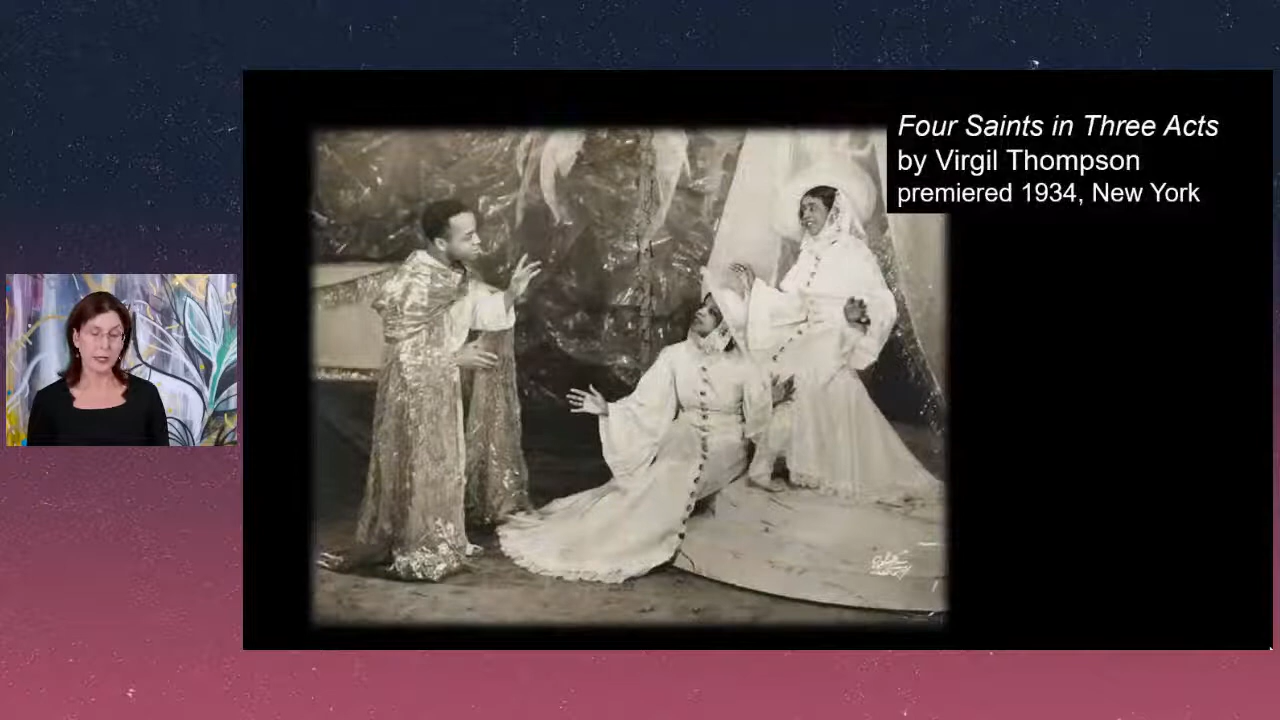 Four Saints in Three Acts
by Virgil Thompson
premiered 1934, New York